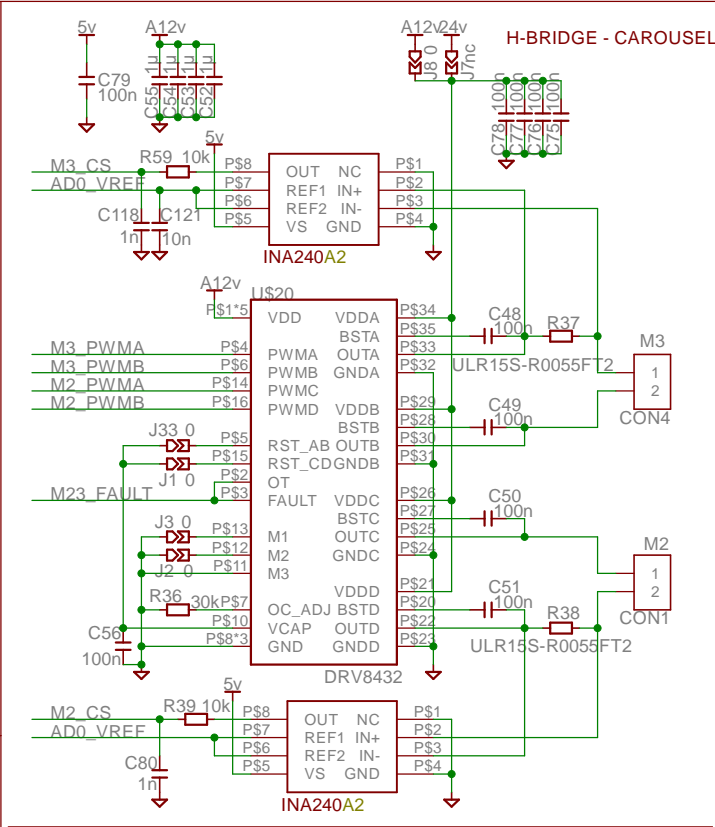 5v
A12v
A12v
24v
H-BRIDGE - CAROUSEL
C79
100n
C55
1µ
C54
1µ
C53
1µ
C52
1µ
J8 0
J7nc
C78
100n
C77
100n
C76
100n
C75
100n
5v
M3_CS
R59 10k
P$8 OUT NC P$1
AD0_VREF
P$7 REF1 IN+ P$2
P$6 REF2 IN- P$3
P$5 VS GND P$4
C118
1n
C121
10n
INA240A2
A12v
U$20
P$1*5 VDD VDDA P$34
BSTA P$35
M3_PWMA P$4 PWMA OUTA P$33
M3_PWMB P$6 PWMB GNDA P$32
M2_PWMA P$14 PWMC
M2_PWMB P$16 PWMD VDDB P$29
BSTB P$28
J33 0
P$5 RST_AB OUTB P$30
P$15 RST_CD GNDB P$31
J1 0
P$2 OT
M23_FAULT P$3 FAULT VDDC P$26
BSTC P$27
J3 0
P$13 M1 OUTC P$25
P$12 M2 GNDC P$24
J2 0
P$11 M3
VDDD P$21
R36 30k P$7 OC_ADJ BSTD P$20
P$10 VCAP OUTD P$22
P$8*3 GND GNDD P$23
C56
100n
DRV8432
C48
100n
R37
ULR15S-R0055FT2
M3
1
2
CON4
C49
100n
C50
100n
M2
1
2
CON1
C51
100n
R38
ULR15S-R0055FT2
5v
M2_CS
R39 10k
P$8 OUT NC P$1
AD0_VREF
P$7 REF1 IN+ P$2
P$6 REF2 IN- P$3
P$5 VS GND P$4
C80
1n
INA240A2